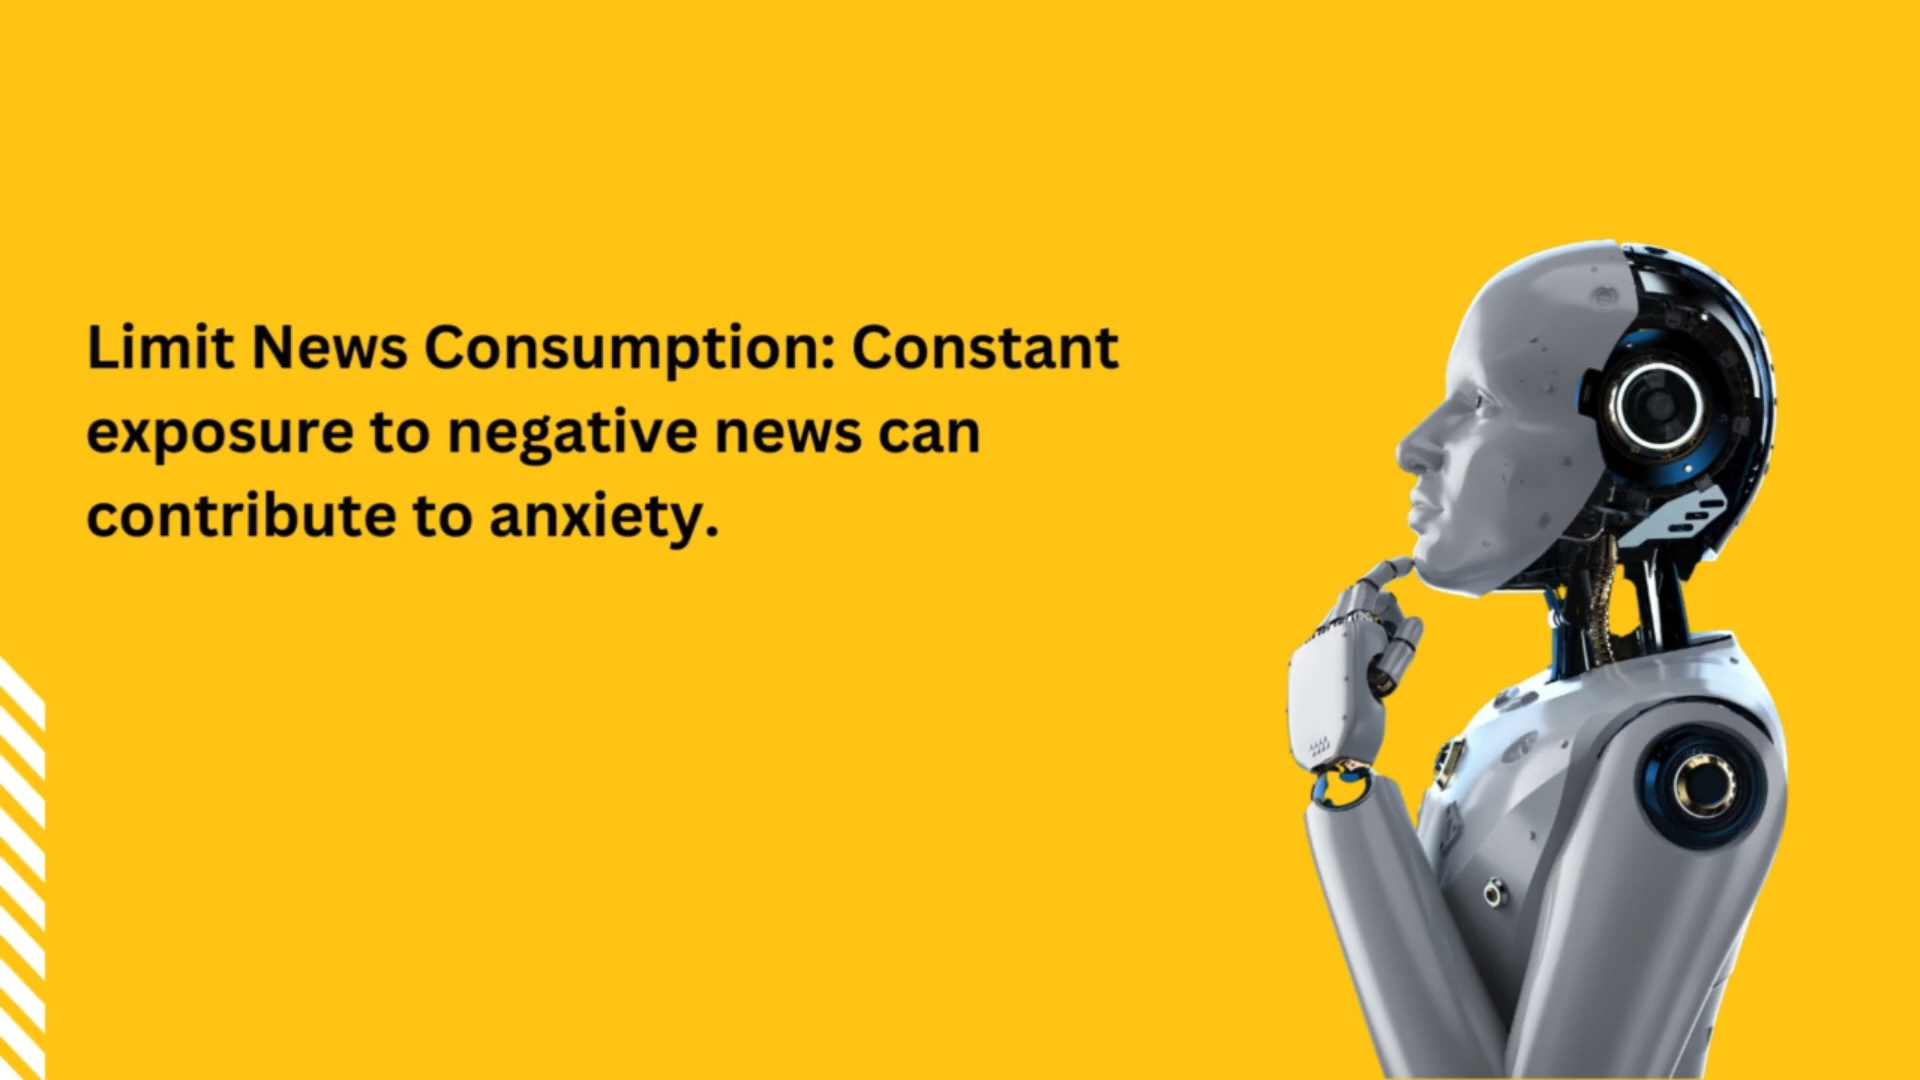 Limit News Consumption: Constant
exposure to negative news can
contribute to anxiety.